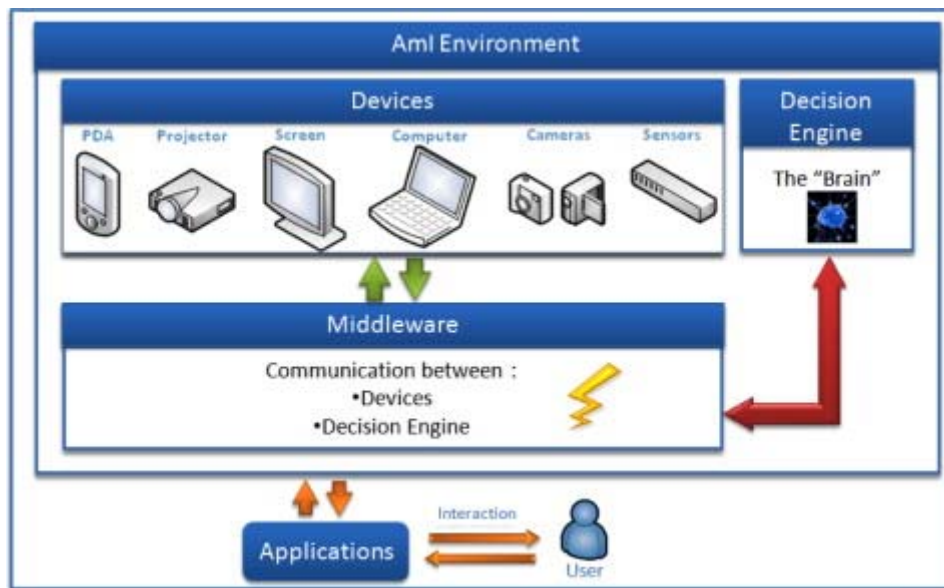 AmI Environment
Devices
PDA Projector Screen Computer Cameras Sensors
Decision
Engine
The "Brain"
Middleware
Communication between :
•Devices
•Decision Engine
Applications
Interaction
User